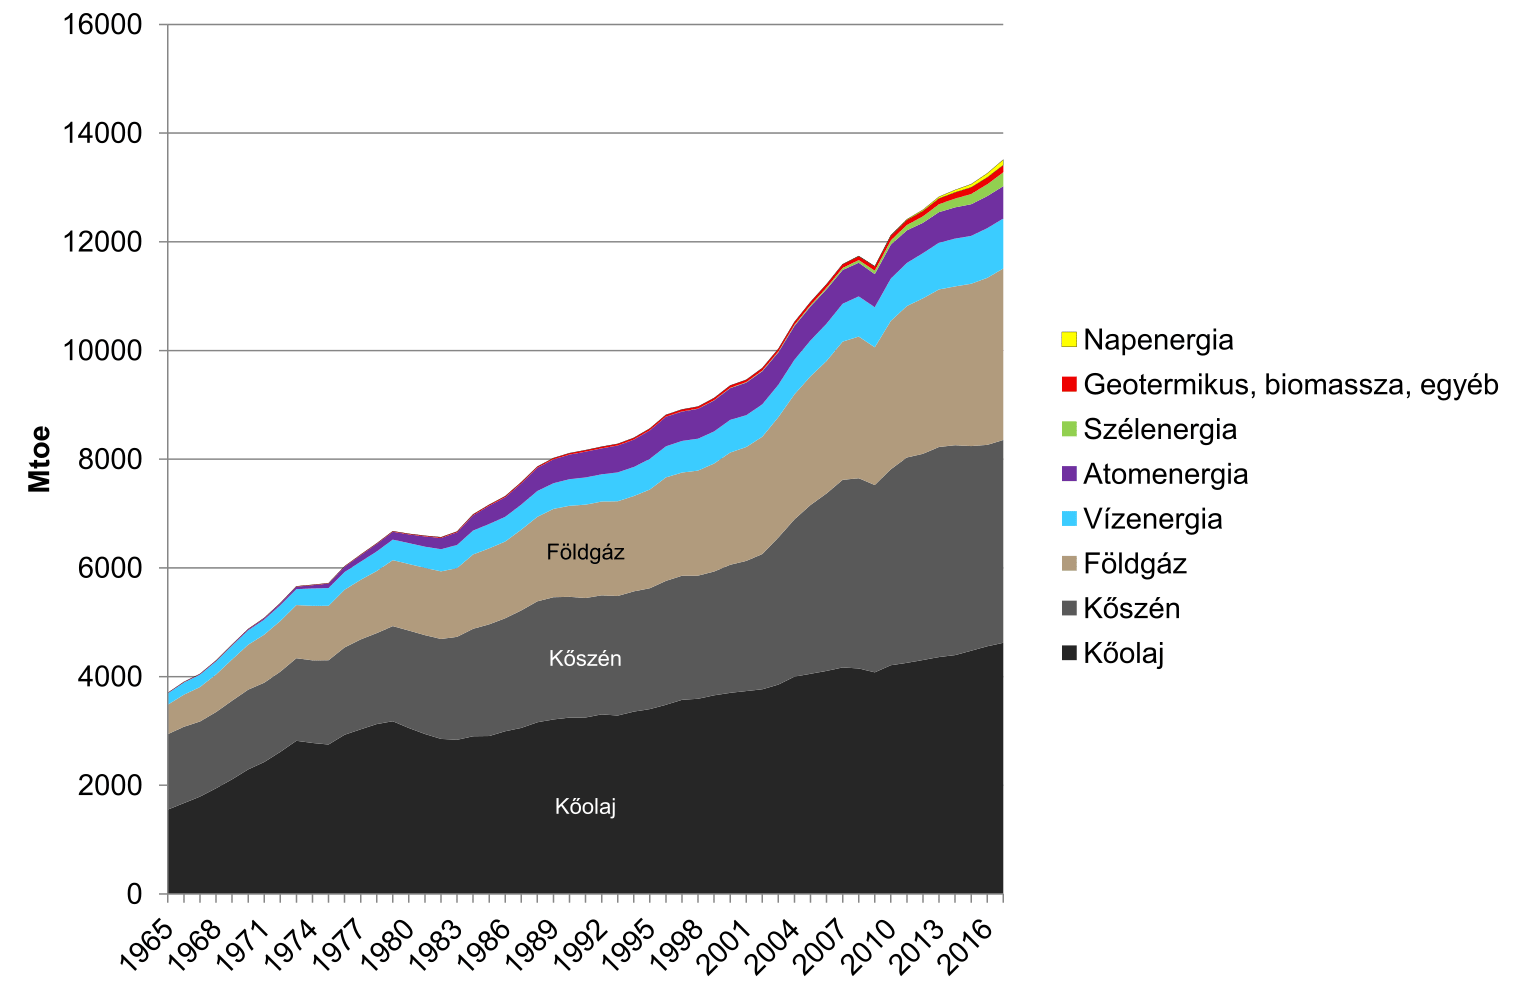 16000
14000
12000
10000
8000
6000
4000
2000
0
Mtoe
Földgáz
Kőszén
Kőolaj
1965 1968 1971 1974 1977 1980 1983 1986 1989 1992 1995 1998 2001 2004 2007 2010 2013 2016
Napenergia
Geotermikus, biomassza, egyéb
Szélenergia
Atomenergia
Vízenergia
Földgáz
Kőszén
Kőolaj